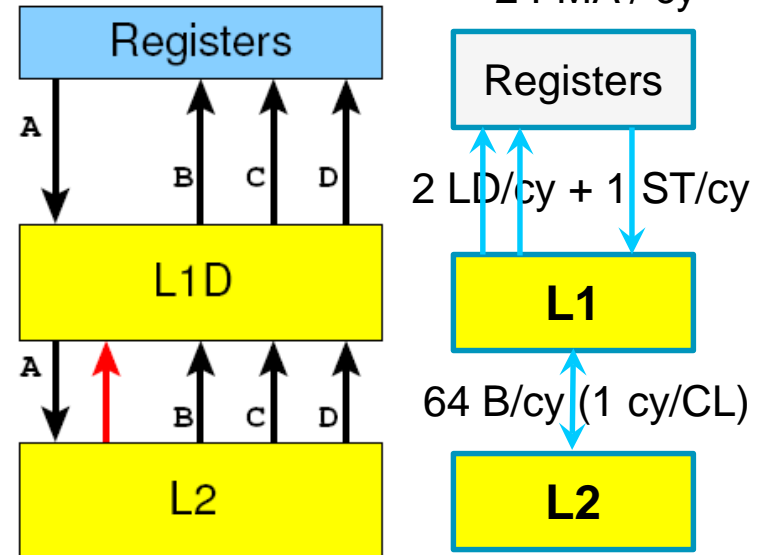 Registers
A
B
C
D
L1D
A
B
C
D
L2
Registers
2 LD/cy + 1 ST/cy
L1
64 B/cy (1 cy/CL)
L2